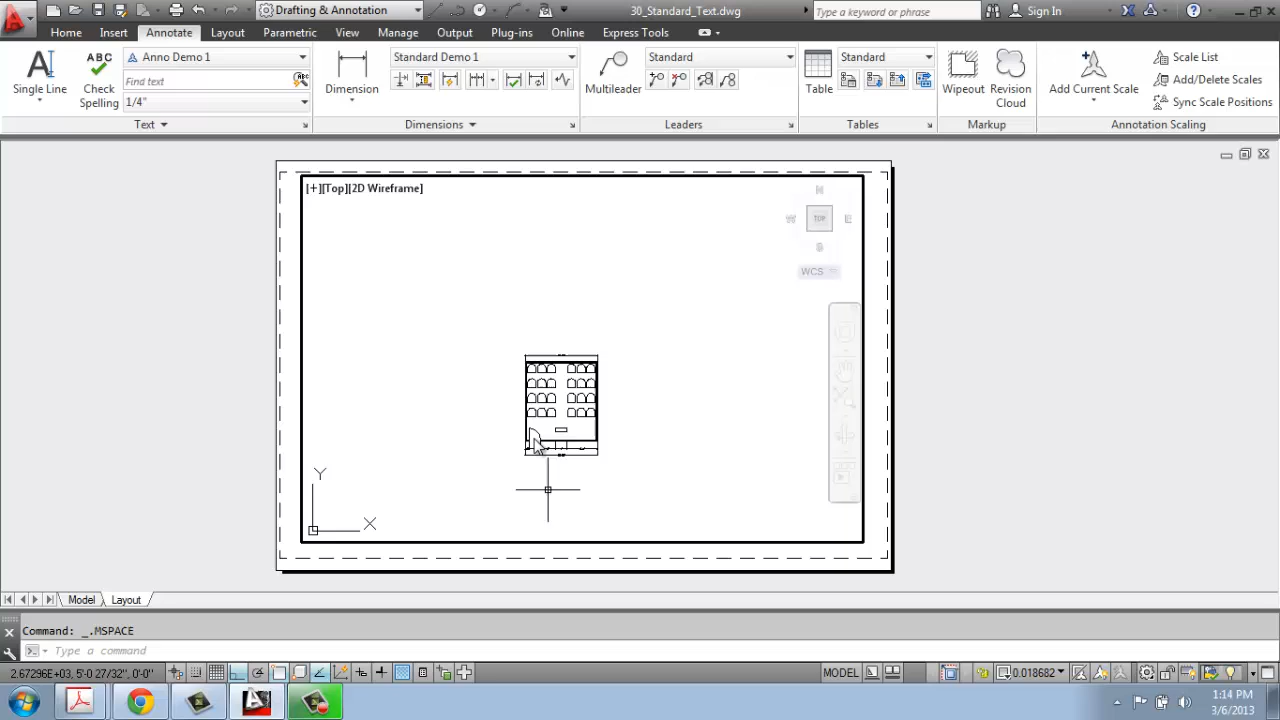 Drafting & Annotation
30_Standard_Text.dwg
Type a keyword or phrase
Sign In
Home Insert Annotate Layout Parametric View Manage Output Plug-ins Online Express Tools
A
Single Line
ABC
Check Spelling
Anno Demo 1
Find text
1/4"
Text
Dimension
Standard Demo 1
Dimensions
Multileader
Standard
Leaders
Table
Standard
Tables
Wipeout
Revision Cloud
Markup
Add Current Scale
Scale List
Add/Delete Scales
Sync Scale Positions
Annotation Scaling
[+][Top][2D Wireframe]
N
W TOP E
S
WCS
Y
X
Model Layout
Command: _.MSPACE
Type a command
2.67296E+03, 5'-0 27/32", 0'-0"
MODEL
0.018682
1:14 PM
3/6/2013